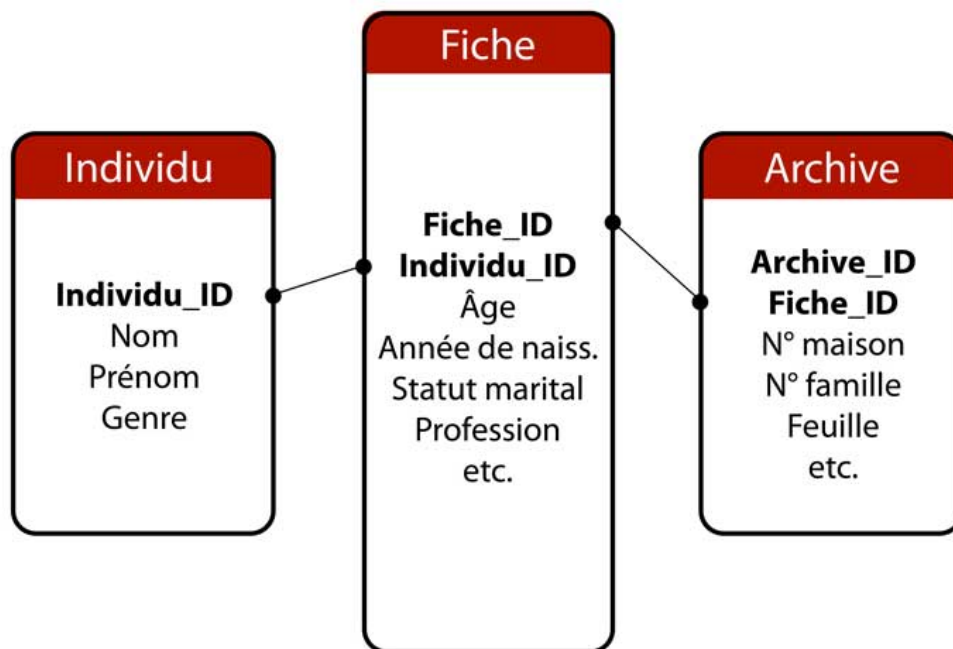 Individu
Individu_ID
Nom
Prénom
Genre
Fiche
Fiche_ID
Individu_ID
Âge
Année de naiss.
Statut marital
Profession
etc.
Archive
Archive_ID
Fiche_ID
N° maison
N° famille
Feuille
etc.